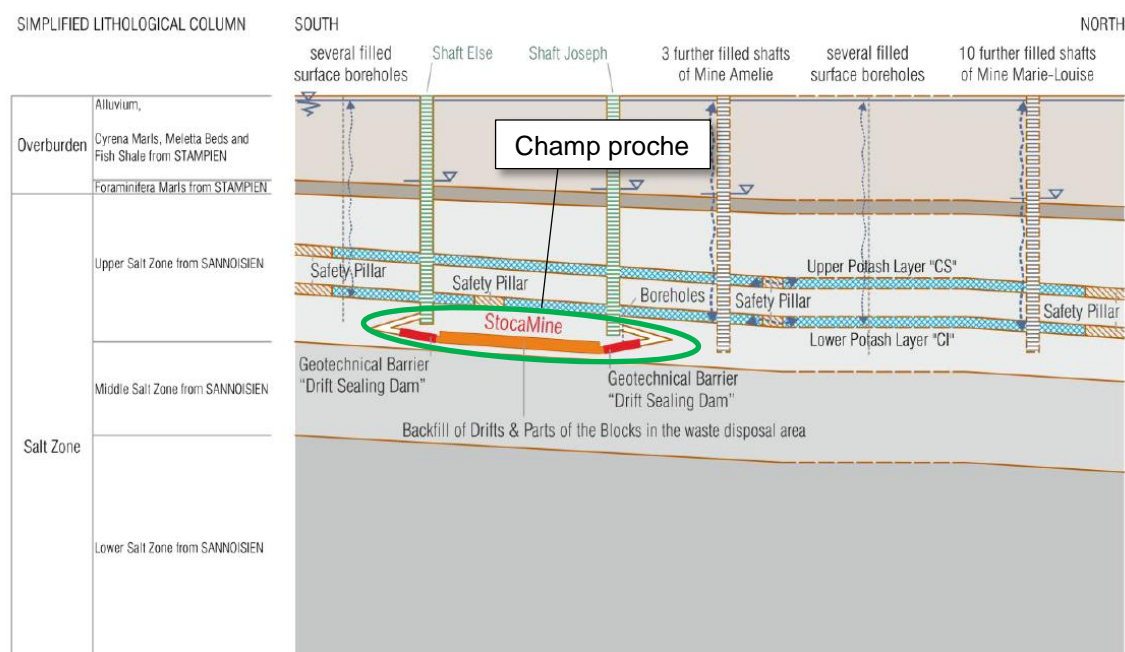 SIMPLIFIED LITHOLOGICAL COLUMN
SOUTH
NORTH
several filled
surface boreholes
Shaft Else
Shaft Joseph
3 further filled shafts
of Mine Amelie
several filled
surface boreholes
10 further filled shafts
of Mine Marie-Louise
Overburden
Alluvium,
Cyrena Marls, Meletta Beds and
Fish Shale from STAMPIEN
Foraminifera Marls from STAMPIEN
Champ proche
Upper Salt Zone from SANNOISIEN
Safety Pillar
Safety Pillar
StocaMine
Boreholes
Upper Potash Layer "CS"
Safety Pillar
Safety Pillar
Lower Potash Layer "CI"
Geotechnical Barrier
"Drift Sealing Dam"
Geotechnical Barrier
"Drift Sealing Dam"
Middle Salt Zone from SANNOISIEN
Backfill of Drifts & Parts of the Blocks in the waste disposal area
Salt Zone
Lower Salt Zone from SANNOISIEN